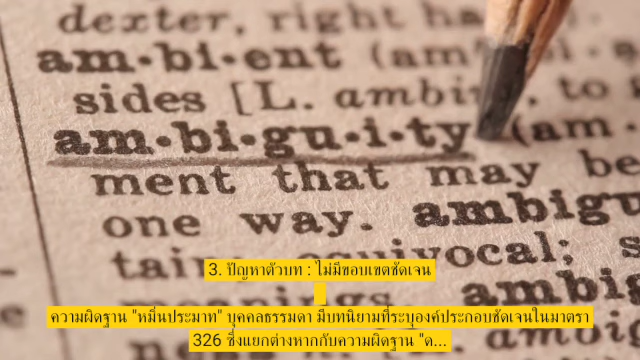 dexter, right ha
am·bi·ent (am
sides [L. ambi , to
am·bi·gu·i·ty (am
ment that may be
one way. ambigu
tain equivocal; s
3. ปัญหาตัวบท : ไม่มีขอบเขตชัดเจน
ings ambig
ความผิดฐาน "หมิ่นประมาท" บุคคลธรรมดา มีบทนิยามที่ระบุองค์ประกอบชัดเจนในมาตรา
326 ซึ่งแยกต่างหากกับความผิดฐาน "ด...